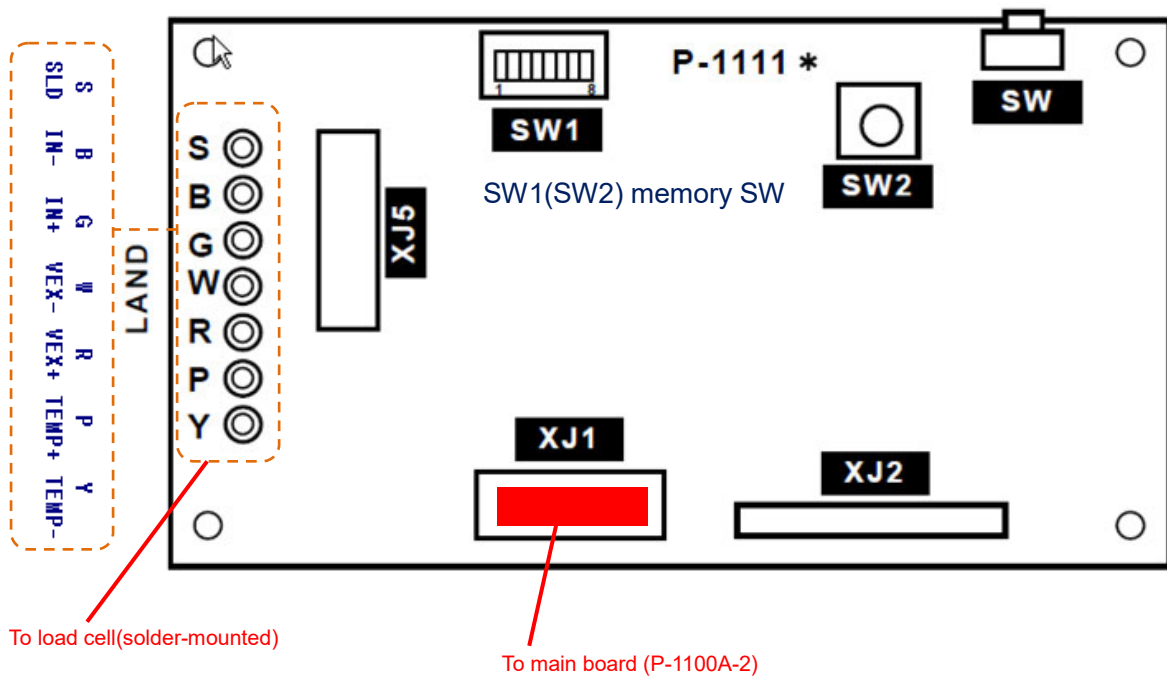 P-1111 *
1 8
SW1
SW
SW2
SW1(SW2) memory SW
S SLD
B IN-
G IN+
W VEX-
R VEX+
P TEMP+
Y TEMP-
LAND
S
B
G
W
R
P
Y
XJ5
XJ1
XJ2
To load cell(solder-mounted)
To main board (P-1100A-2)